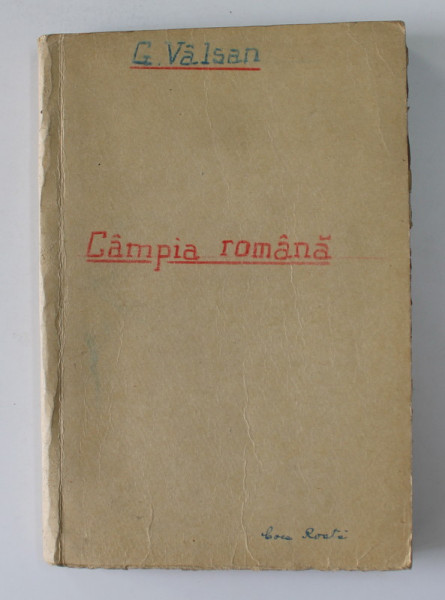 G. Vâlsan
Câmpia română